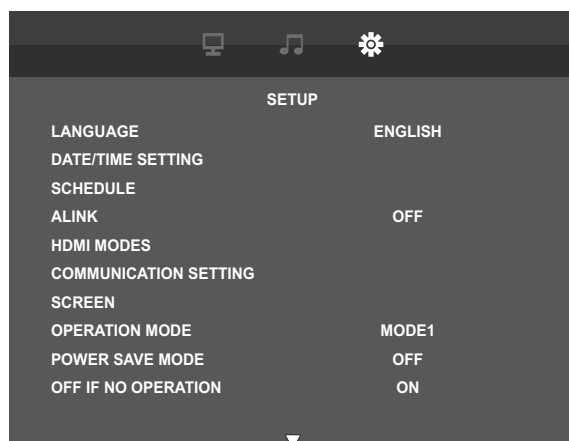 SETUP
LANGUAGE ENGLISH
DATE/TIME SETTING
SCHEDULE
ALINK OFF
HDMI MODES
COMMUNICATION SETTING
SCREEN
OPERATION MODE MODE1
POWER SAVE MODE OFF
OFF IF NO OPERATION ON